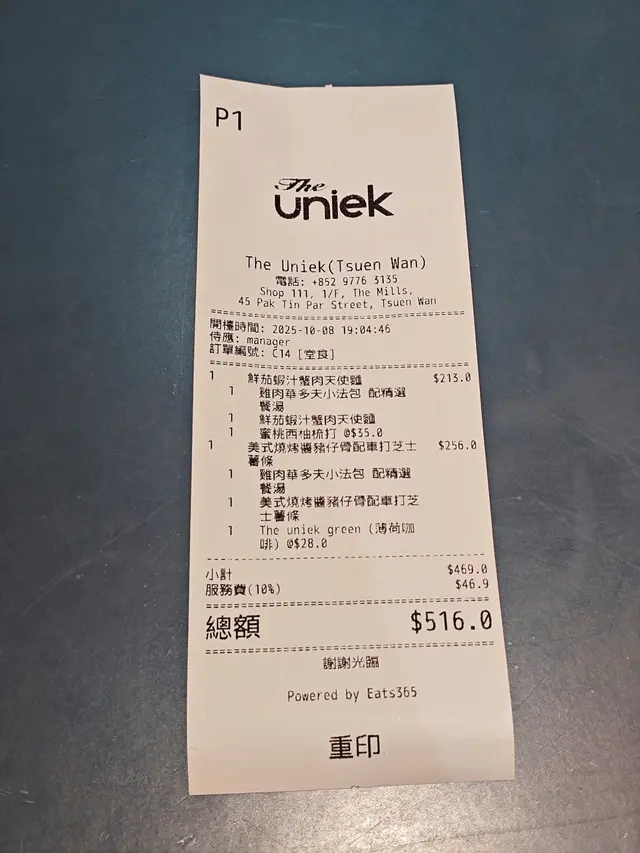 P1
The
uniek
The Uniek(Tsuen Wan)
電話: +852 9776 3135
Shop 111, 1/F, The Mills,
45 Pak Tin Par Street, Tsuen Wan
開檯時間: 2025-10-08 19:04:46
侍應: manager
訂單編號: C14 [堂食]
1 鮮茄蝦汁蟹肉天使麵 $213.0
1 雞肉華多夫小法包 配精選
餐湯
1 鮮茄蝦汁蟹肉天使麵
1 蜜桃西柚梳打 @$35.0
1 美式燒烤醬豬仔骨配車打芝士 $256.0
薯條
1 雞肉華多夫小法包 配精選
餐湯
1 美式燒烤醬豬仔骨配車打芝
士薯條
1 The uniek green (薄荷咖
啡) @$28.0
小計 $469.0
服務費(10%) $46.9
總額 $516.0
謝謝光臨
Powered by Eats365
重印